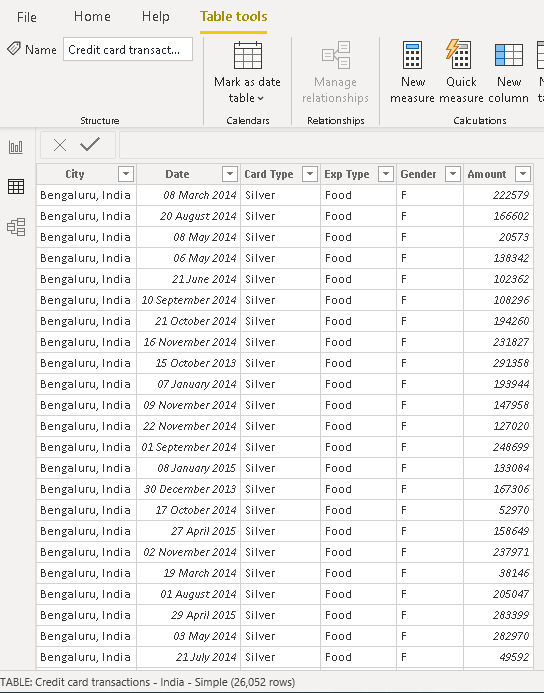 File Home Help Table tools
Name Credit card transact...
Mark as date table
Manage relationships
New measure
Quick measure
New column
Structure Calendars Relationships Calculations
City Date Card Type Exp Type Gender Amount
Bengaluru, India 08 March 2014 Silver Food F 222579
Bengaluru, India 20 August 2014 Silver Food F 166602
Bengaluru, India 08 May 2014 Silver Food F 20573
Bengaluru, India 06 May 2014 Silver Food F 138342
Bengaluru, India 21 June 2014 Silver Food F 102362
Bengaluru, India 10 September 2014 Silver Food F 108296
Bengaluru, India 21 October 2014 Silver Food F 194260
Bengaluru, India 16 November 2014 Silver Food F 231827
Bengaluru, India 15 October 2013 Silver Food F 291358
Bengaluru, India 07 January 2014 Silver Food F 193944
Bengaluru, India 09 November 2014 Silver Food F 147958
Bengaluru, India 22 November 2014 Silver Food F 127020
Bengaluru, India 01 September 2014 Silver Food F 248699
Bengaluru, India 08 January 2015 Silver Food F 133084
Bengaluru, India 30 December 2013 Silver Food F 167306
Bengaluru, India 17 October 2014 Silver Food F 52970
Bengaluru, India 27 April 2015 Silver Food F 158649
Bengaluru, India 02 November 2014 Silver Food F 237971
Bengaluru, India 19 March 2014 Silver Food F 38146
Bengaluru, India 01 August 2014 Silver Food F 205047
Bengaluru, India 29 April 2015 Silver Food F 283399
Bengaluru, India 03 May 2014 Silver Food F 282970
Bengaluru, India 21 July 2014 Silver Food F 49592
TABLE: Credit card transactions - India - Simple (26,052 rows)